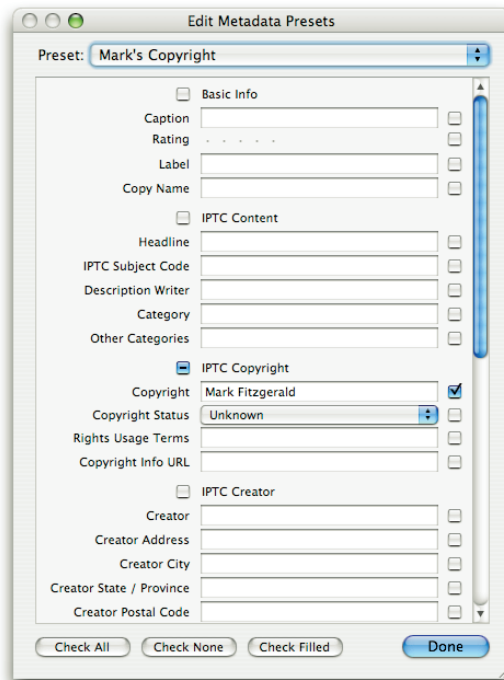 Edit Metadata Presets
Preset: Mark's Copyright
Basic Info
Caption
Rating
Label
Copy Name
IPTC Content
Headline
IPTC Subject Code
Description Writer
Category
Other Categories
IPTC Copyright
Copyright Mark Fitzgerald
Copyright Status Unknown
Rights Usage Terms
Copyright Info URL
IPTC Creator
Creator
Creator Address
Creator City
Creator State / Province
Creator Postal Code
Check All Check None Check Filled Done